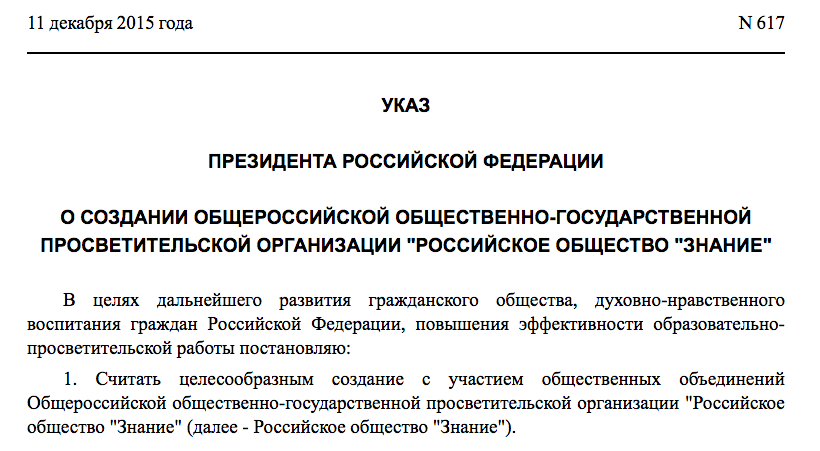 11 декабря 2015 года N 617
УКАЗ
ПРЕЗИДЕНТА РОССИЙСКОЙ ФЕДЕРАЦИИ
О СОЗДАНИИ ОБЩЕРОССИЙСКОЙ ОБЩЕСТВЕННО-ГОСУДАРСТВЕННОЙ
ПРОСВЕТИТЕЛЬСКОЙ ОРГАНИЗАЦИИ "РОССИЙСКОЕ ОБЩЕСТВО "ЗНАНИЕ"
В целях дальнейшего развития гражданского общества, духовно-нравственного
воспитания граждан Российской Федерации, повышения эффективности образовательно-
просветительской работы постановляю:
1. Считать целесообразным создание с участием общественных объединений
Общероссийской общественно-государственной просветительской организации "Российское
общество "Знание" (далее - Российское общество "Знание").